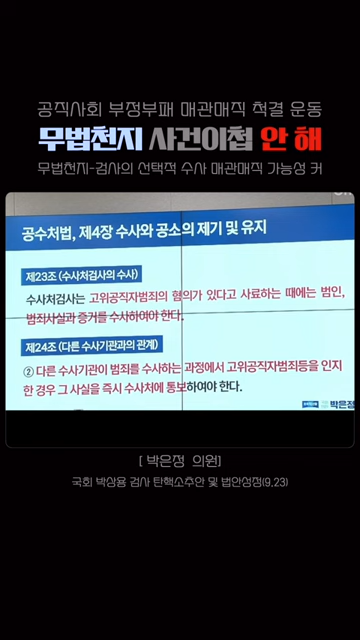 공직사회 부정부패 매관매직 척결 운동
무법천지 사건이첩 안 해
무법천지-검사의 선택적 수사 매관매직 가능성 커
공수처법, 제4장 수사와 공소의 제기 및 유지
제23조 (수사처검사의 수사)
수사처검사는 고위공직자범죄의 혐의가 있다고 사료하는 때에는 범인,
범죄사실과 증거를 수사하여야 한다.
제24조 (다른 수사기관과의 관계)
② 다른 수사기관이 범죄를 수사하는 과정에서 고위공직자범죄등을 인지
한 경우 그 사실을 즉시 수사처에 통보하여야 한다.
박은정
[ 박은정 의원]
국회 박상용 검사 탄핵소추안 및 법안상정(9.23)